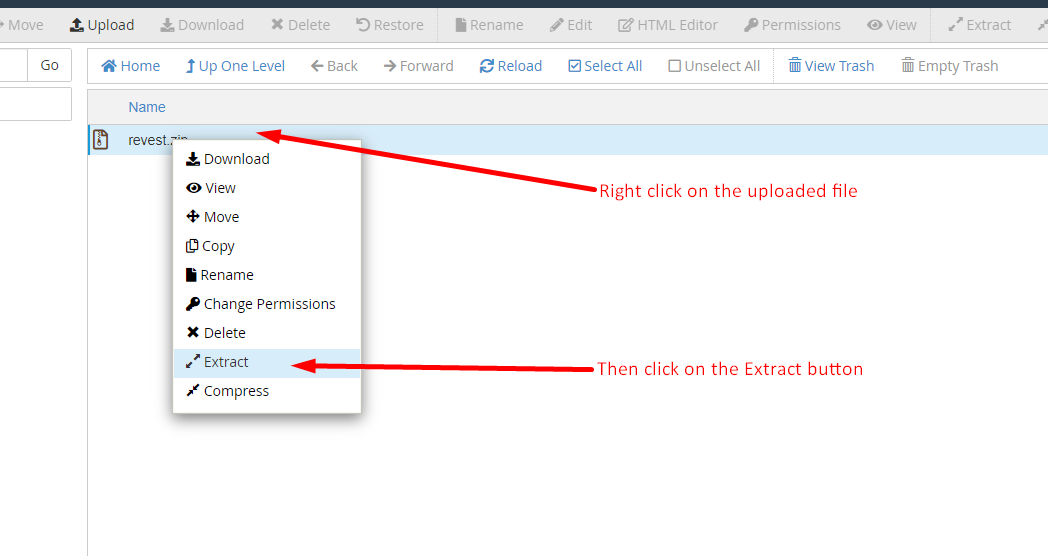 Move Upload Download Delete Restore Rename Edit HTML Editor Permissions View Extract
Go Home Up One Level Back Forward Reload Select All Unselect All View Trash Empty Trash
Name
revest.zip
Download
View
Move
Copy
Rename
Change Permissions
Delete
Extract
Compress
Right click on the uploaded file
Then click on the Extract button